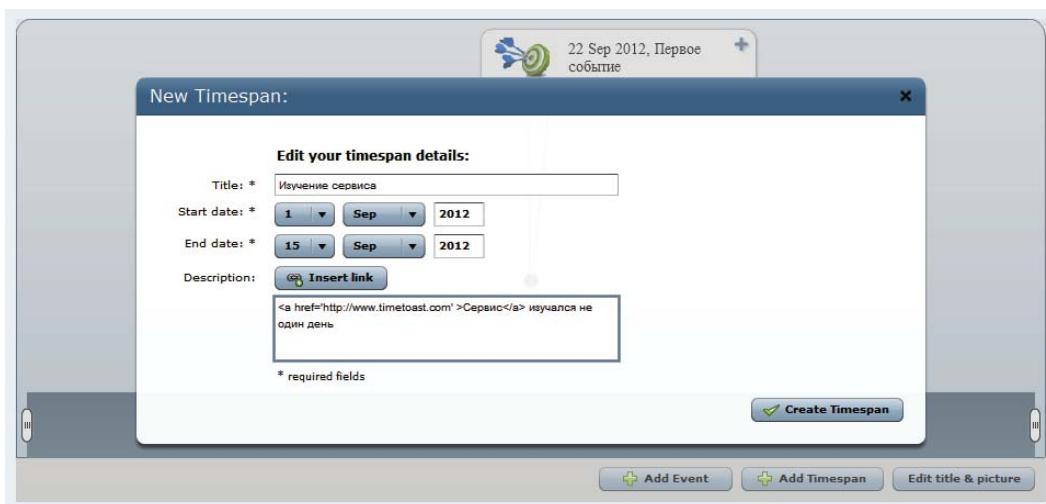 22 Sep 2012, Первое
событие
New Timespan:
Edit your timespan details:
Title: * Изучение сервиса
Start date: * 1 Sep 2012
End date: * 15 Sep 2012
Description: Insert link
<a href='http://www.timetoast.com' >Сервис</a> изучался не
один день
* required fields
Create Timespan
Add Event Add Timespan Edit title & picture